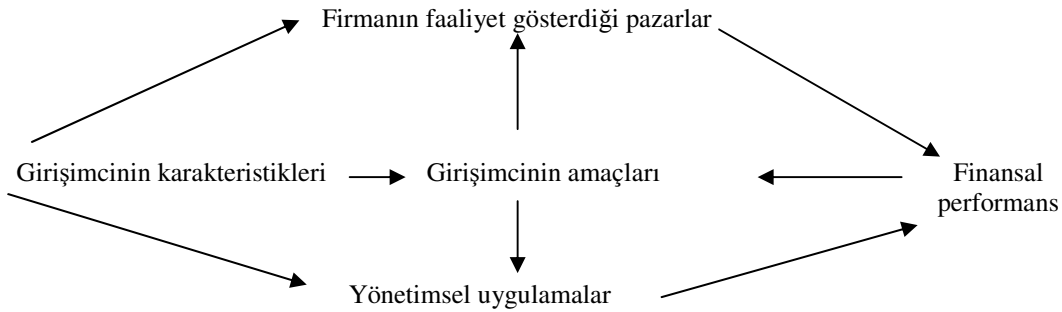 Firmanın faaliyet gösterdiği pazarlar
Girişimcinin karakteristikleri
Girişimcinin amaçları
Finansal
performans
Yönetimsel uygulamalar